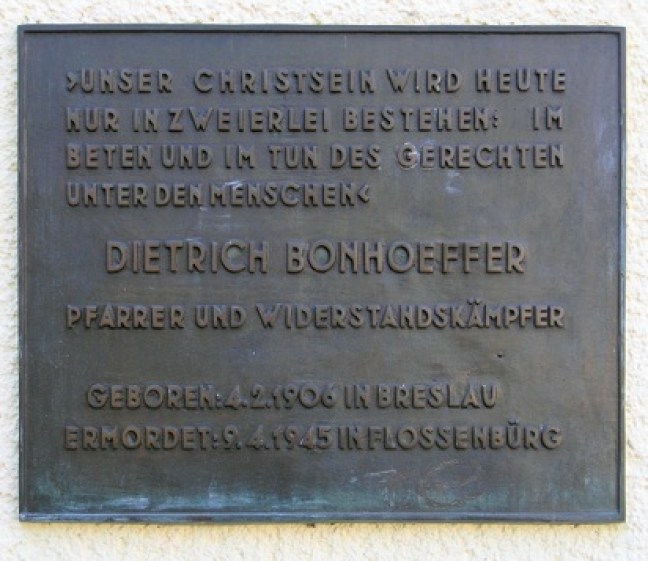 ›UNSER CHRISTSEIN WIRD HEUTE
NUR IN ZWEIERLEI BESTEHEN: IM
BETEN UND IM TUN DES GERECHTEN
UNTER DEN MENSCHEN‹
DIETRICH BONHOEFFER
PFARRER UND WIDERSTANDSKÄMPFER
GEBOREN: 4.2.1906 IN BRESLAU
ERMORDET: 9.4.1945 IN FLOSSENBÜRG